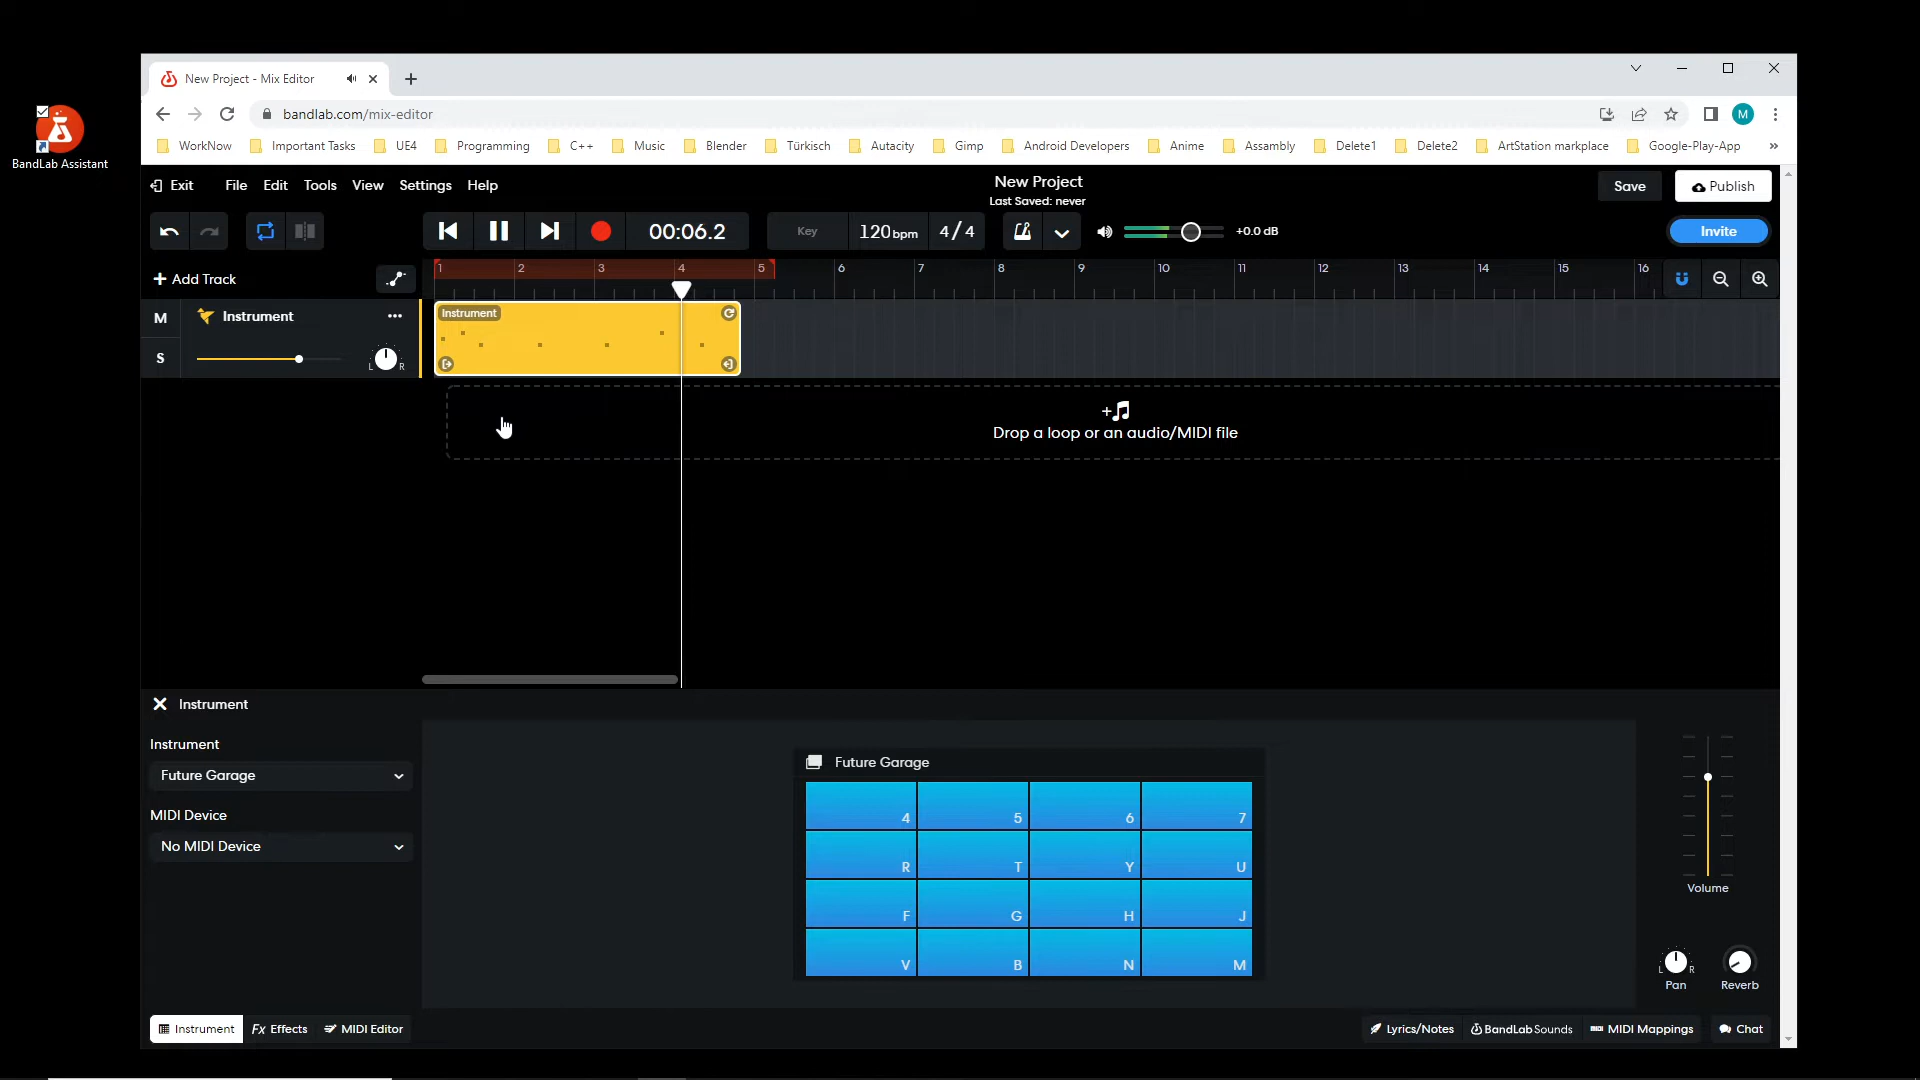 New Project - Mix Editor
bandlab.com/mix-editor
M
WorkNow Important Tasks UE4 Programming C++ Music Blender Türkisch Autacity Gimp Android Developers Anime Assambly Delete1 Delete2 ArtStation markplace Google-Play-App »
BandLab Assistant
Exit File Edit Tools View Settings Help
New Project
Last Saved: never
Save Publish
00:06.2 Key 120bpm 4/4 +0.0 dB Invite
+ Add Track
1 2 3 4 5 6 7 8 9 10 11 12 13 14 15 16
M Instrument
Instrument
S L R
Drop a loop or an audio/MIDI file
Instrument
Instrument
Future Garage
MIDI Device
No MIDI Device
Future Garage
4 5 6 7
R T Y U
F G H J
V B N M
Volume
L R
Pan Reverb
Instrument Fx Effects MIDI Editor Lyrics/Notes BandLab Sounds MIDI Mappings Chat